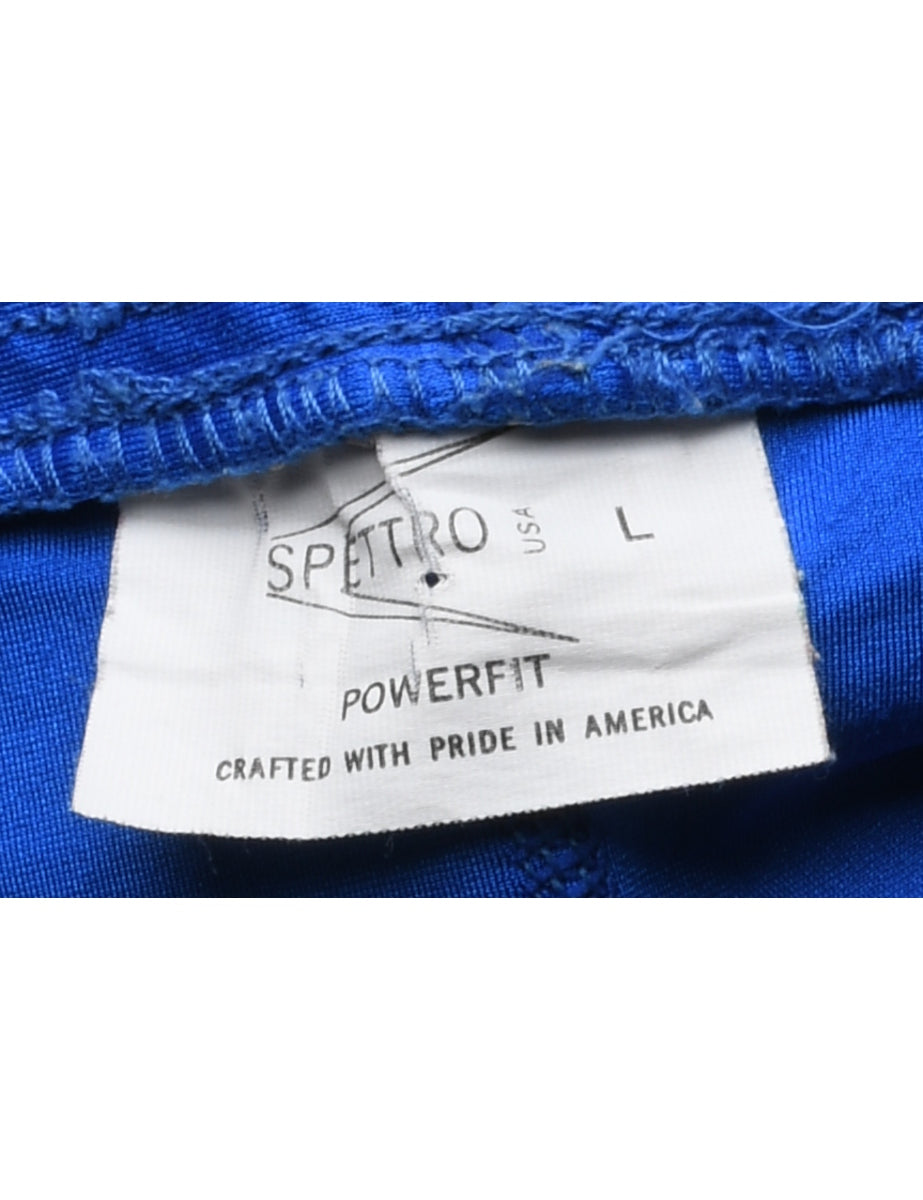 SPETTRO USA L
POWERFIT
CRAFTED WITH PRIDE IN AMERICA